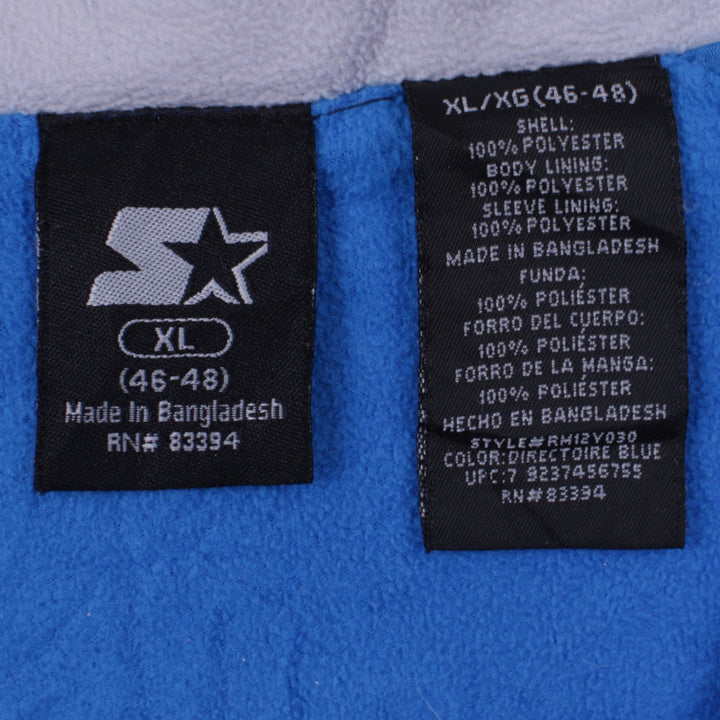 XL
(46-48)
Made In Bangladesh
RN# 83394
XL/XG(46-48)
SHELL:
100% POLYESTER
BODY LINING:
100% POLYESTER
SLEEVE LINING:
100% POLYESTER
MADE IN BANGLADESH
FUNDA:
100% POLIÉSTER
FORRO DEL CUERPO:
100% POLIÉSTER
FORRO DE LA MANGA:
100% POLIÉSTER
HECHO EN BANGLADESH
STYLE#RM12Y030
COLOR:DIRECTOIRE BLUE
UPC:7 9237456755
RN#83394